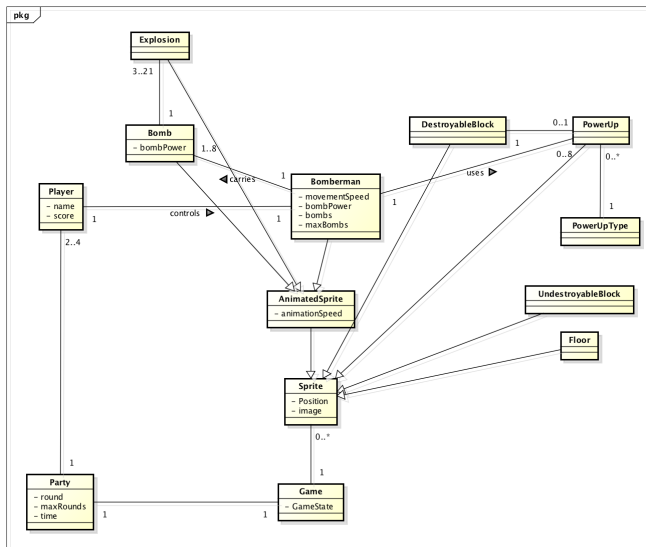 pkg
Explosion
3..21
1
Bomb
- bombPower
1..8
carries
1
DestroyableBlock
0..1
PowerUp
1
0..8
0..*
uses
Bomberman
- movementSpeed
- bombPower
- bombs
- maxBombs
1
Player
- name
- score
1
controls
1
2..4
1
PowerUpType
AnimatedSprite
- animationSpeed
UndestroyableBlock
Floor
Sprite
- Position
- image
0..*
1
1
Party
- round
- maxRounds
- time
1
1
Game
- GameState